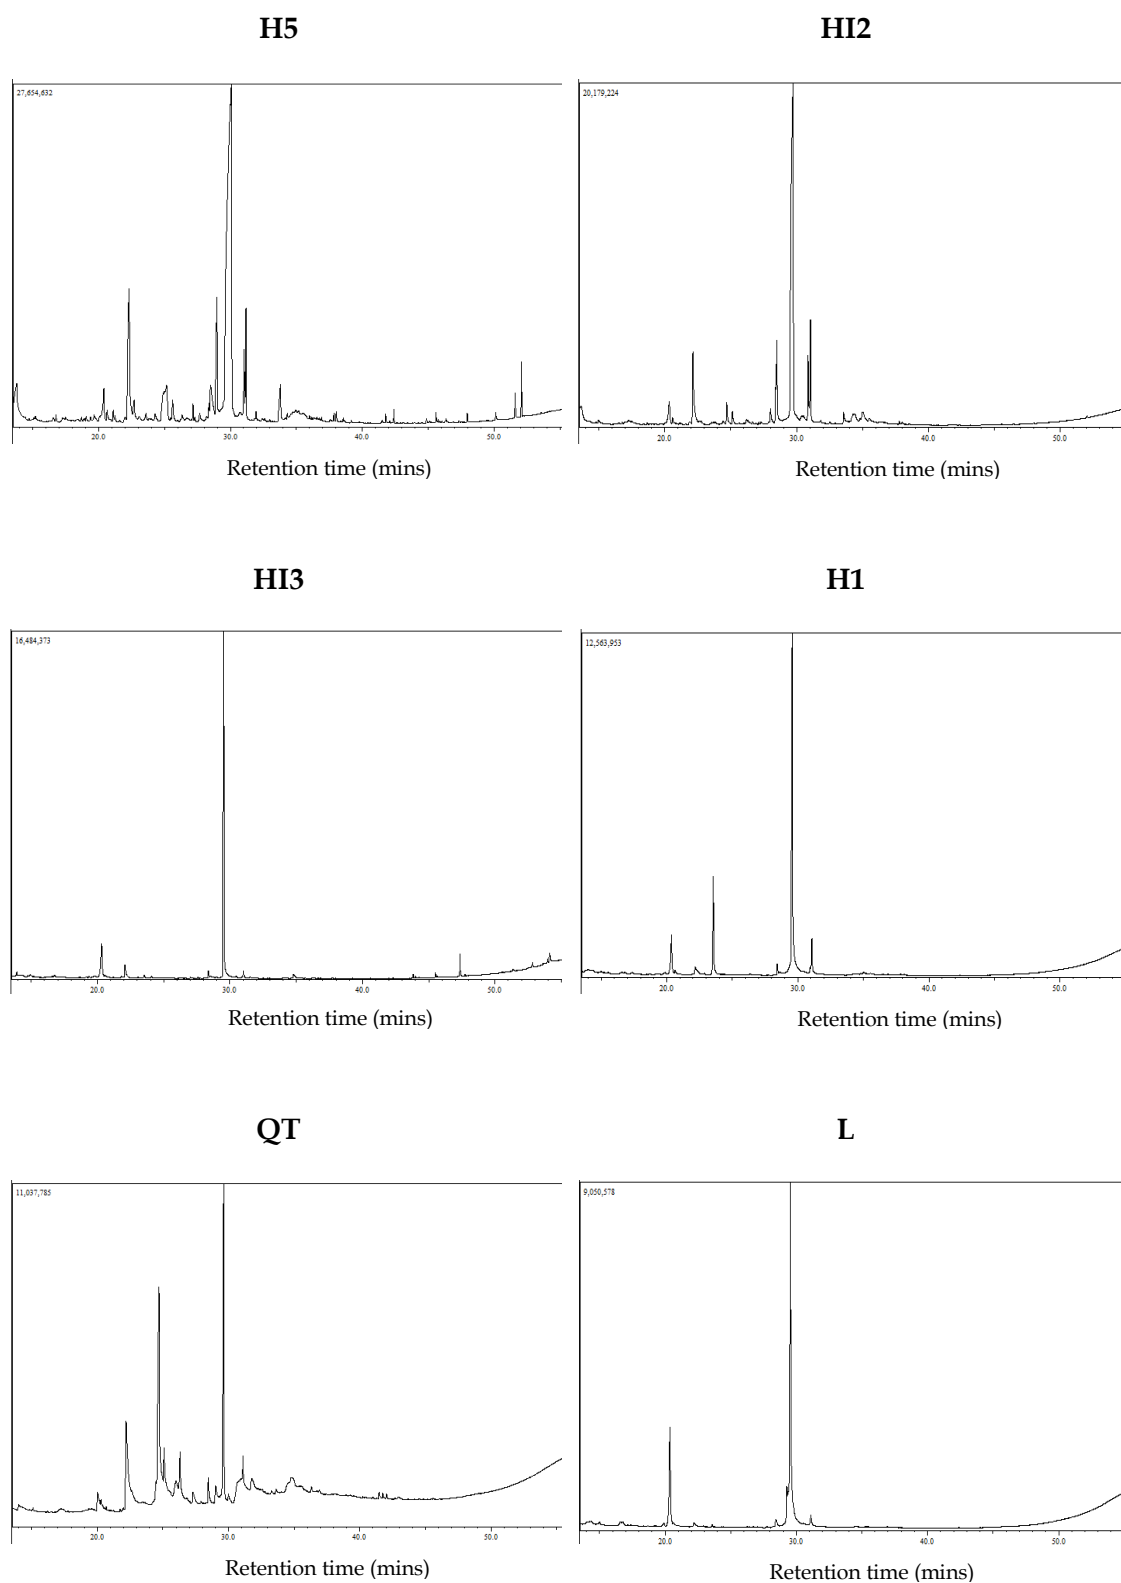 H5
HI2
27,654,632
20,179,224
20.0 30.0 40.0 50.0
20.0 30.0 40.0 50.0
Retention time (mins)
Retention time (mins)
HI3
H1
16,484,373
12,563,953
20.0 30.0 40.0 50.0
20.0 30.0 40.0 50.0
Retention time (mins)
Retention time (mins)
QT
L
11,037,785
9,050,578
20.0 30.0 40.0 50.0
20.0 30.0 40.0 50.0
Retention time (mins)
Retention time (mins)